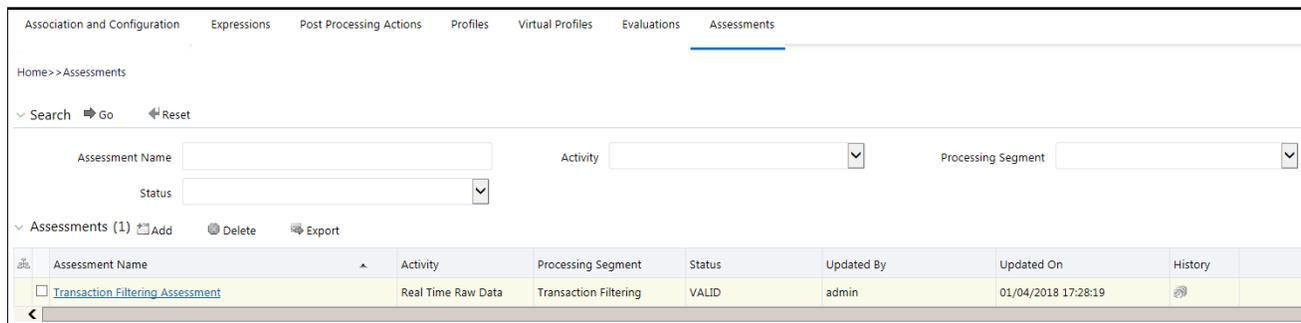 Association and Configuration Expressions Post Processing Actions Profiles Virtual Profiles Evaluations Assessments
Home>>Assessments
Search Go Reset
Assessment Name Activity Processing Segment
Status
Assessments (1) Add Delete Export
Assessment Name Activity Processing Segment Status Updated By Updated On History
Transaction Filtering Assessment Real Time Raw Data Transaction Filtering VALID admin 01/04/2018 17:28:19